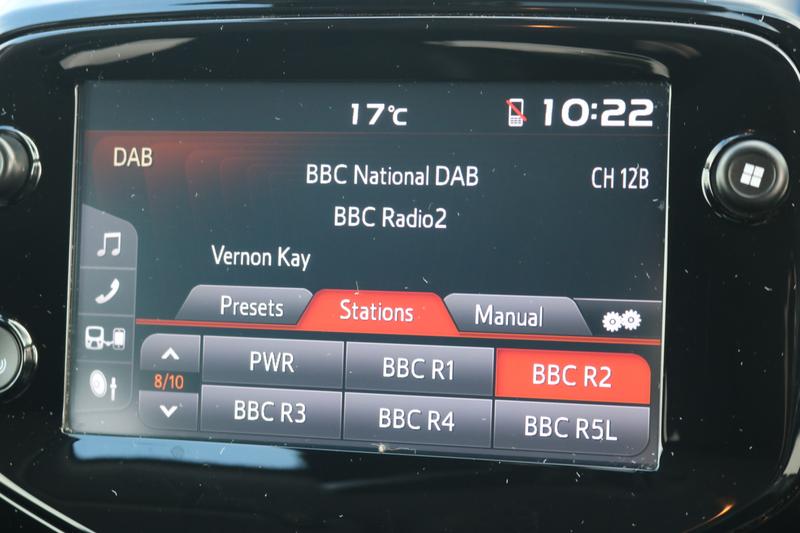 17°C 10:22
DAB
BBC National DAB CH 12B
BBC Radio2
Vernon Kay
Presets Stations Manual
PWR BBC R1 BBC R2
8/10
BBC R3 BBC R4 BBC R5L